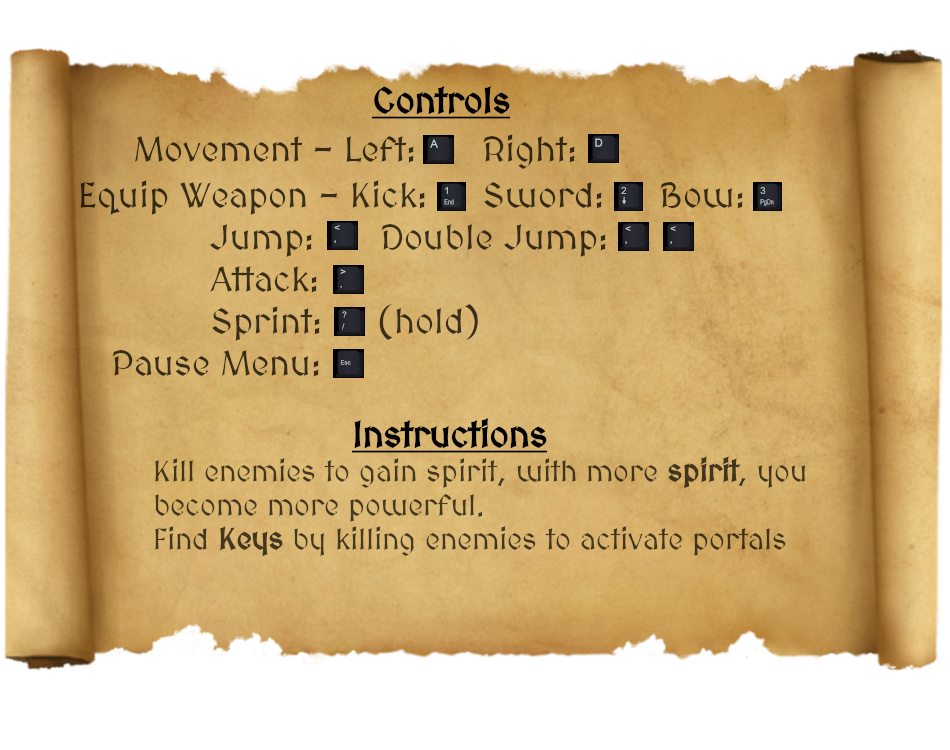 Controls
Movement – Left: A Right: D
Equip Weapon – Kick: 1 End Sword: 2 ↓ Bow: 3 PgDn
Jump: < , Double Jump: < , < ,
Attack: > .
Sprint: ? / (hold)
Pause Menu: Esc
Instructions
Kill enemies to gain spirit, with more spirit, you
become more powerful.
Find Keys by killing enemies to activate portals